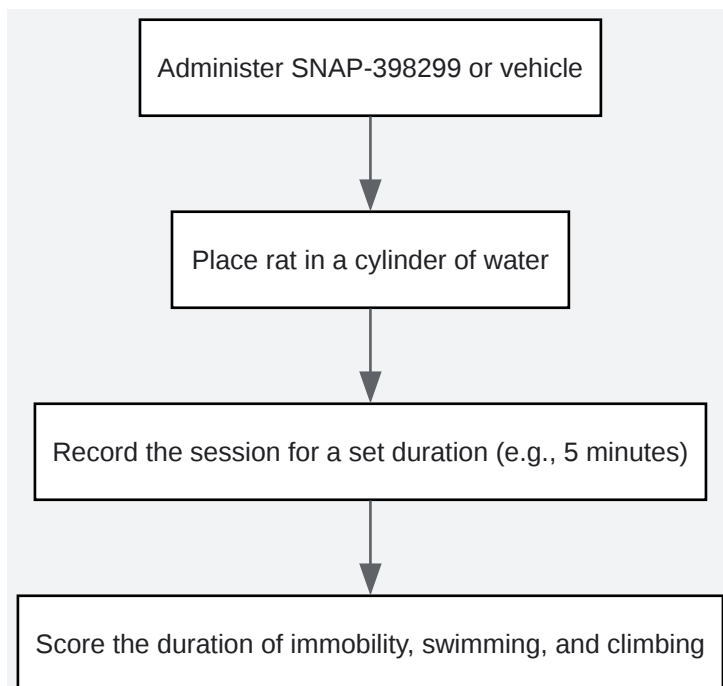 Administer SNAP-398299 or vehicle
Place rat in a cylinder of water
Record the session for a set duration (e.g., 5 minutes)
Score the duration of immobility, swimming, and climbing